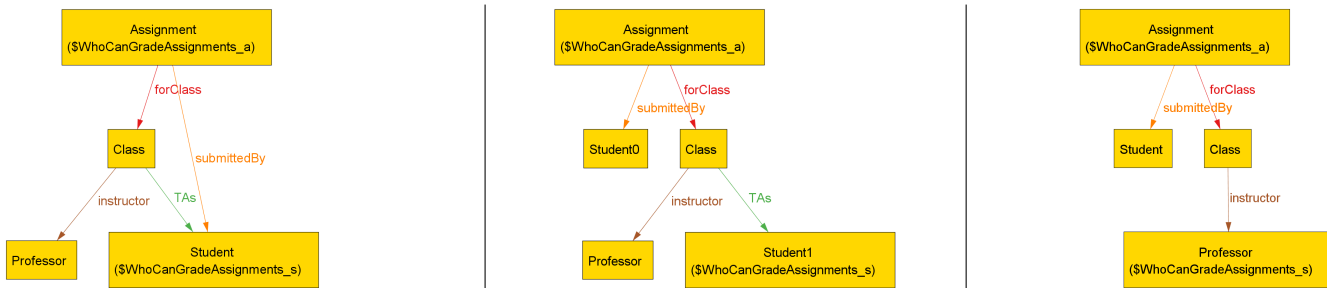 Assignment
($WhoCanGradeAssignments_a)
forClass
Class
submittedBy
instructor
TAs
Professor
Student
($WhoCanGradeAssignments_s)
Assignment
($WhoCanGradeAssignments_a)
forClass
submittedBy
Student0
Class
instructor
TAs
Professor
Student1
($WhoCanGradeAssignments_s)
Assignment
($WhoCanGradeAssignments_a)
forClass
submittedBy
Student
Class
instructor
Professor
($WhoCanGradeAssignments_s)